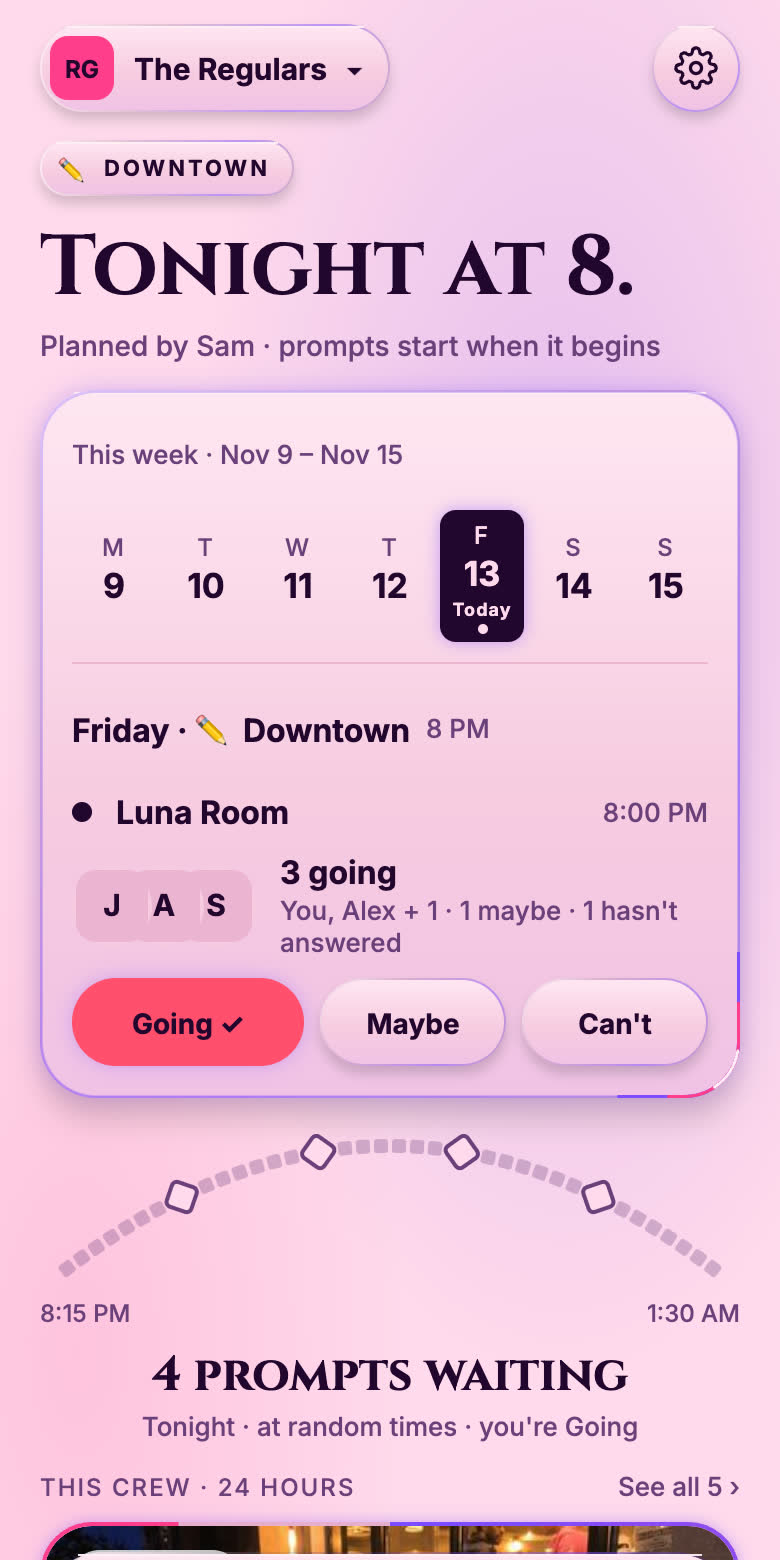 RG The Regulars
✏️ DOWNTOWN
Tonight at 8.
Planned by Sam · prompts start when it begins
This week · Nov 9 – Nov 15
M T W T F S S
9 10 11 12 13 14 15
Today
Friday · ✏️ Downtown 8 PM
Luna Room 8:00 PM
J A S
3 going
You, Alex + 1 · 1 maybe · 1 hasn't
answered
Going ✓ Maybe Can't
8:15 PM 1:30 AM
4 prompts waiting
Tonight · at random times · you're Going
THIS CREW · 24 HOURS See all 5 ›